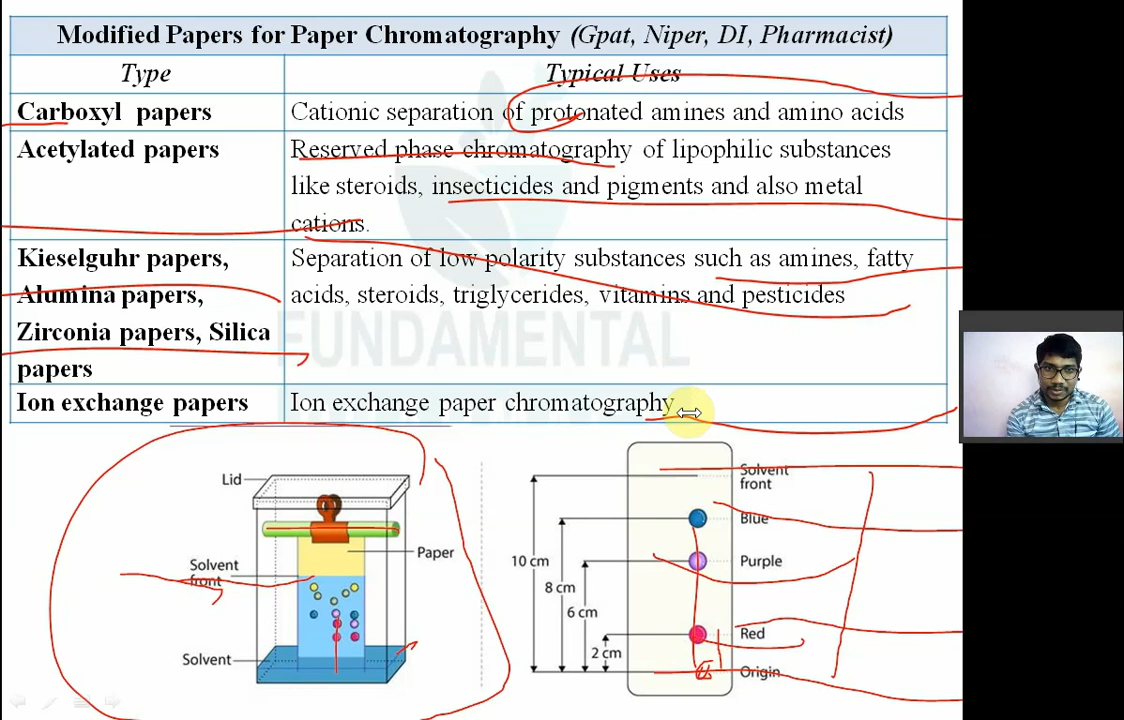 Modified Papers for Paper Chromatography (Gpat, Niper, DI, Pharmacist)
Type Typical Uses
Carboxyl papers Cationic separation of protonated amines and amino acids
Acetylated papers Reserved phase chromatography of lipophilic substances
like steroids, insecticides and pigments and also metal
cations.
Kieselguhr papers, Separation of low polarity substances such as amines, fatty
Alumina papers, acids, steroids, triglycerides, vitamins and pesticides
Zirconia papers, Silica
papers
FUNDAMENTAL
Ion exchange papers Ion exchange paper chromatography
Lid
Paper
Solvent
front
Solvent
Solvent
front
Blue
10 cm
Purple
8 cm
6 cm
Red
2 cm
Origin